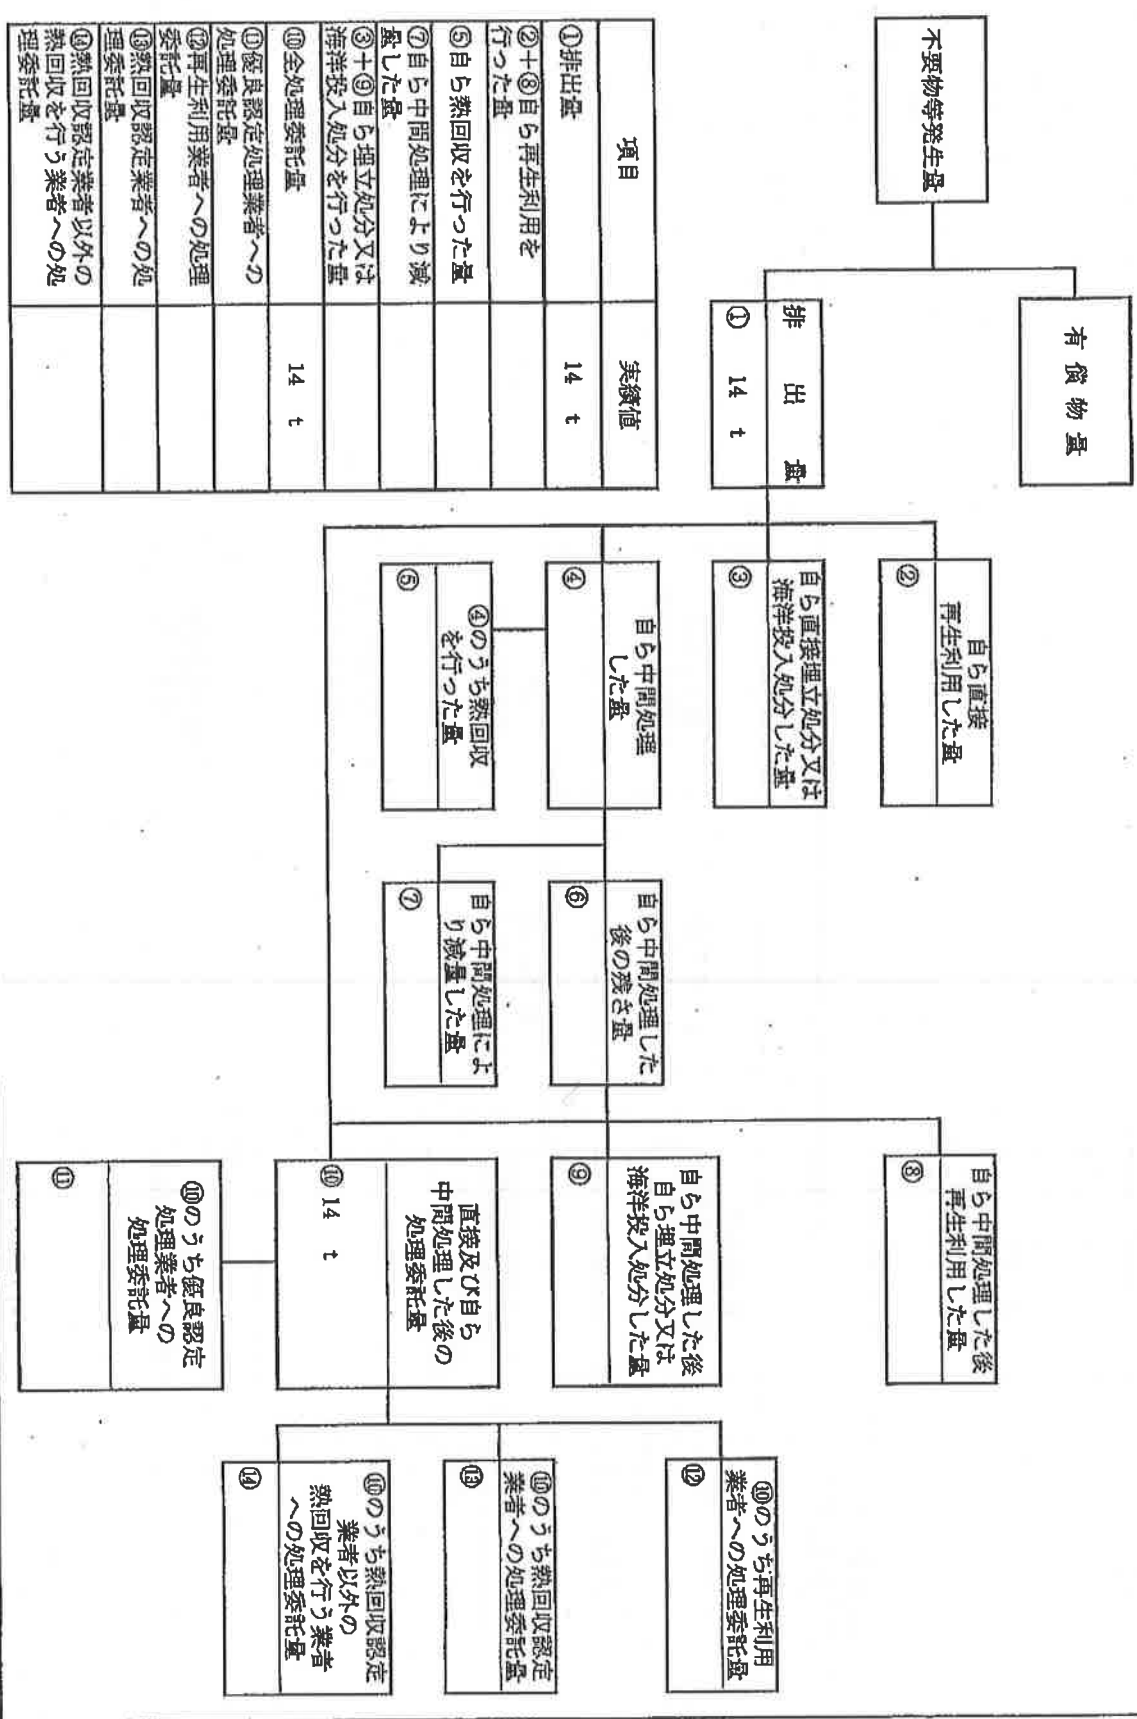 不要物等発生量
有償物量
排出量
① 14 t
自ら直接
再生利用した量
②
自ら直接埋立処分又は
海洋投入処分した量
③
自ら中間処理
した量
④
④のうち熱回収
を行った量
⑤
自ら中間処理した
後の残さ量
⑥
自ら中間処理によ
り減量した量
⑦
自ら中間処理した後
再生利用した量
⑧
自ら中間処理した後
自ら埋立処分又は
海洋投入処分した量
⑨
直接及び自ら
中間処理した後の
処理委託量
⑩ 14 t
⑩のうち優良認定
処理業者への
処理委託量
⑪
⑩のうち再生利用
業者への処理委託量
⑫
⑩のうち熱回収認定
業者への処理委託量
⑬
⑩のうち熱回収認定
業者以外の
熱回収を行う業者
への処理委託量
⑭
項目 実績値
①排出量 14 t
②+⑧自ら再生利用を
行った量
⑤自ら熱回収を行った量
⑦自ら中間処理により減
量した量
③+⑨自ら埋立処分又は
海洋投入処分を行った量
⑩全処理委託量 14 t
⑪優良認定処理業者への
処理委託量
⑫再生利用業者への処理
委託量
⑬熱回収認定業者への処
理委託量
⑭熱回収認定業者以外の
熱回収を行う業者への処
理委託量